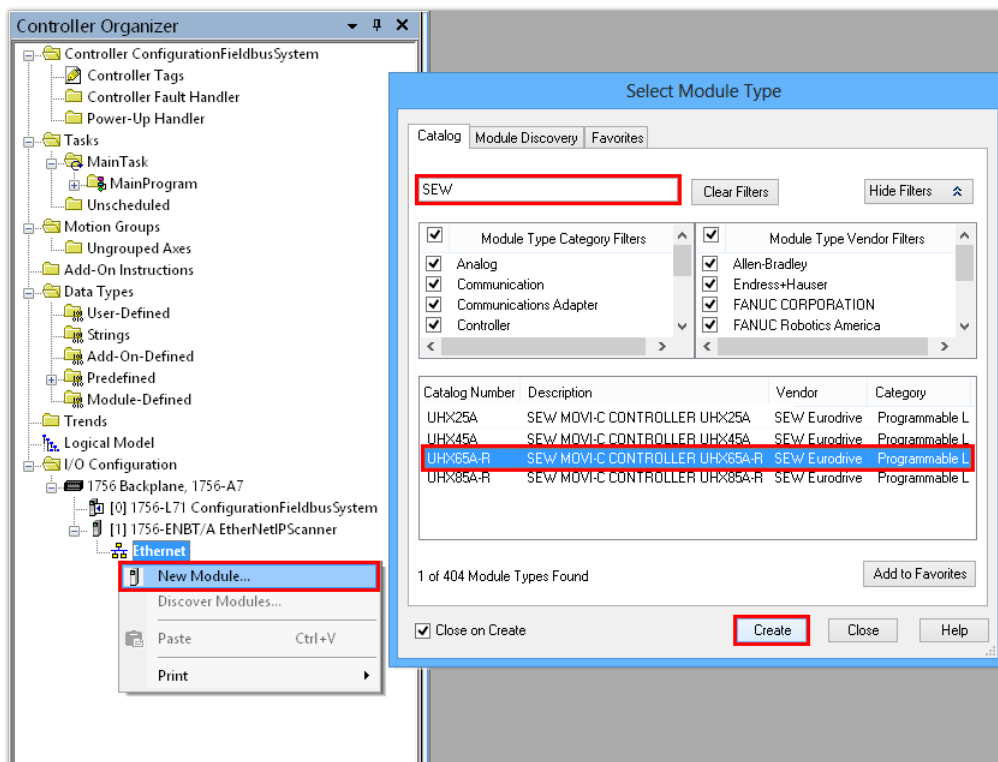 Controller Organizer
Controller ConfigurationFieldbusSystem
Controller Tags
Controller Fault Handler
Power-Up Handler
Tasks
MainTask
MainProgram
Unscheduled
Motion Groups
Ungrouped Axes
Add-On Instructions
Data Types
User-Defined
Strings
Add-On-Defined
Predefined
Module-Defined
Trends
Logical Model
I/O Configuration
1756 Backplane, 1756-A7
[0] 1756-L71 ConfigurationFieldbusSystem
[1] 1756-ENBT/A EtherNetIPScanner
Ethernet
New Module...
Discover Modules...
Paste Ctrl+V
Print
Select Module Type
Catalog Module Discovery Favorites
SEW Clear Filters Hide Filters
Module Type Category Filters
Analog
Communication
Communications Adapter
Controller
Module Type Vendor Filters
Allen-Bradley
Endress+Hauser
FANUC CORPORATION
FANUC Robotics America
Catalog Number Description Vendor Category
UHX25A SEW MOVI-C CONTROLLER UHX25A SEW Eurodrive Programmable L
UHX45A SEW MOVI-C CONTROLLER UHX45A SEW Eurodrive Programmable L
UHX65A-R SEW MOVI-C CONTROLLER UHX65A-R SEW Eurodrive Programmable L
UHX85A-R SEW MOVI-C CONTROLLER UHX85A-R SEW Eurodrive Programmable L
1 of 404 Module Types Found Add to Favorites
Close on Create Create Close Help